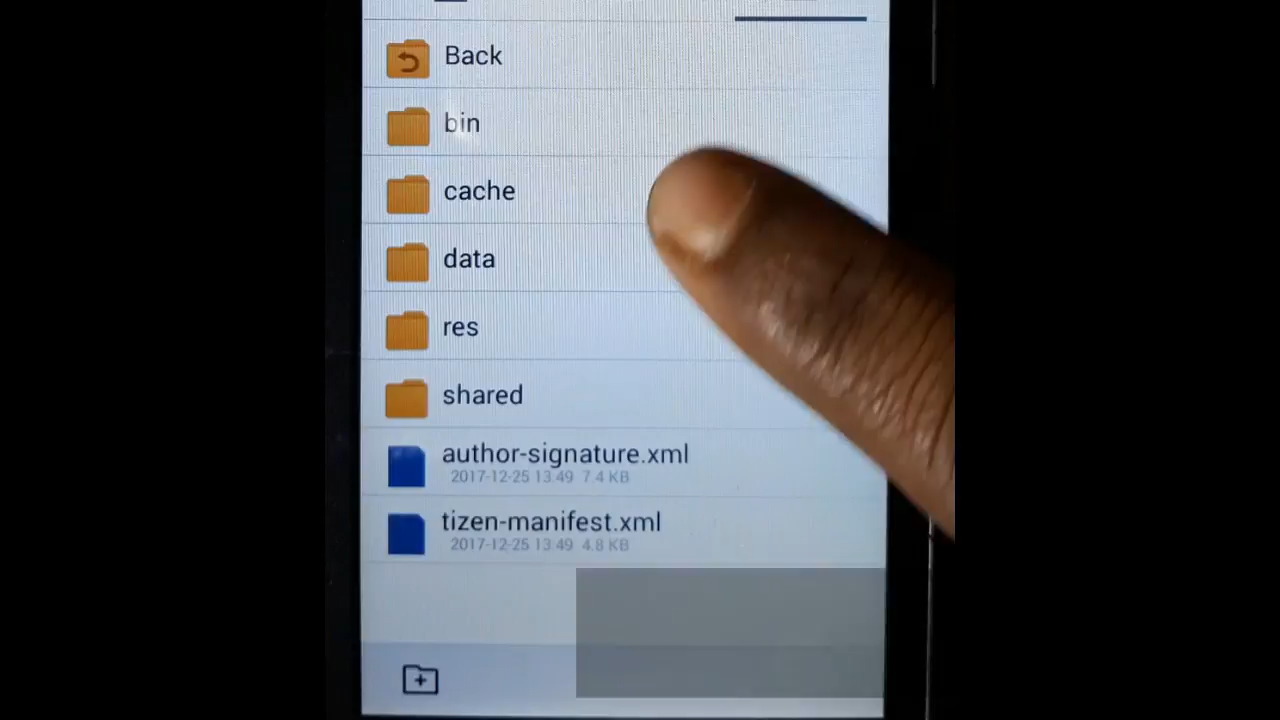 Back
bin
cache
data
res
shared
author-signature.xml
2017-12-25 13:49 7.4 KB
tizen-manifest.xml
2017-12-25 13:49 4.8 KB